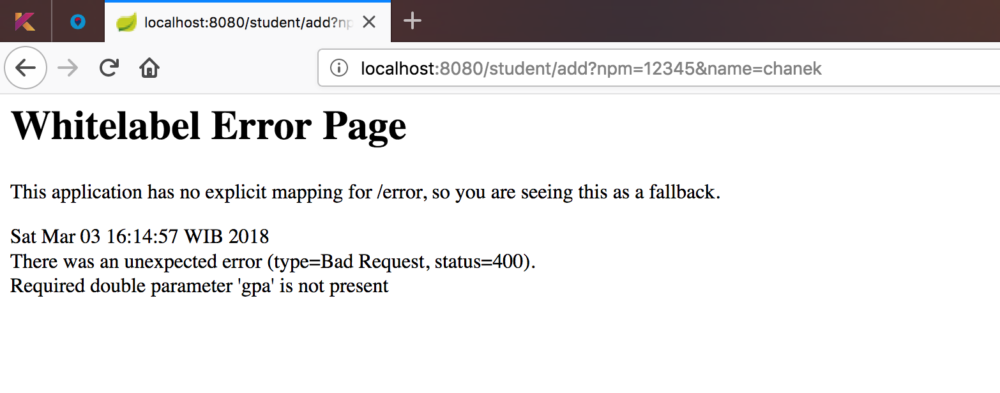 localhost:8080/student/add?np
localhost:8080/student/add?npm=12345&name=chanek
Whitelabel Error Page
This application has no explicit mapping for /error, so you are seeing this as a fallback.
Sat Mar 03 16:14:57 WIB 2018
There was an unexpected error (type=Bad Request, status=400).
Required double parameter 'gpa' is not present